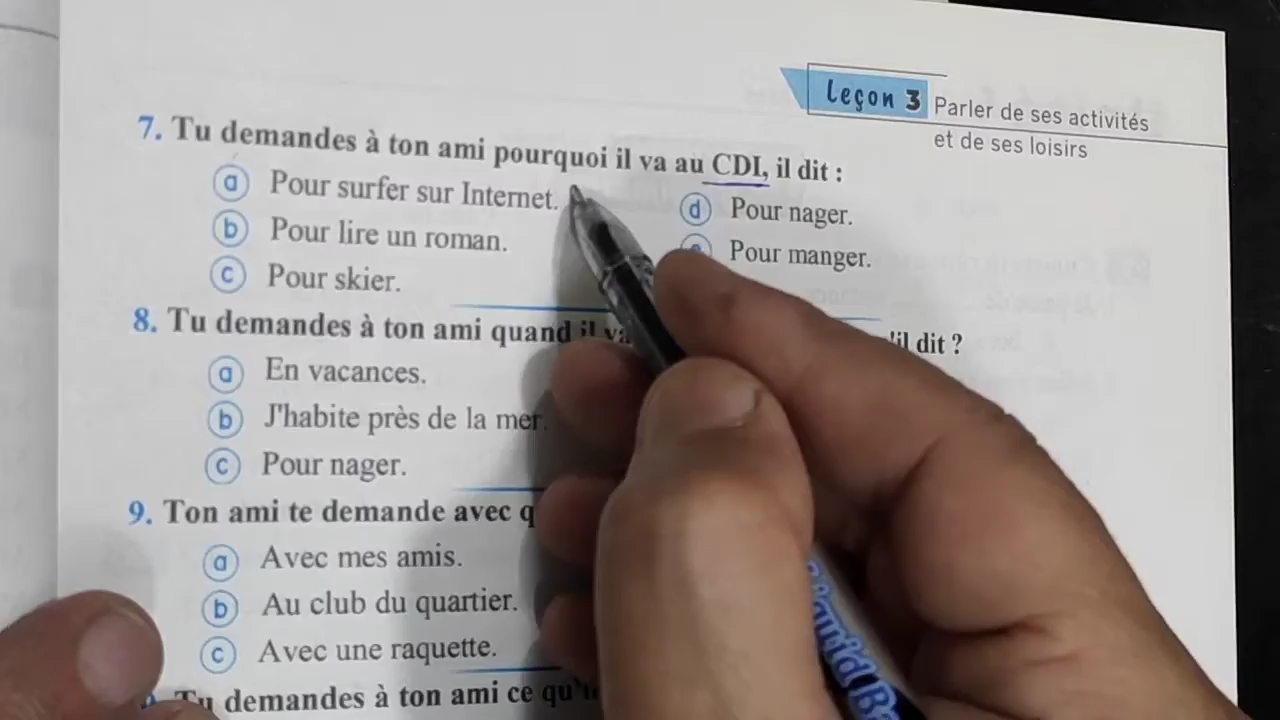 Leçon 3 Parler de ses activités
et de ses loisirs
7. Tu demandes à ton ami pourquoi il va au CDI, il dit :
a Pour surfer sur Internet.
b Pour lire un roman.
c Pour skier.
d Pour nager.
Pour manger.
8. Tu demandes à ton ami quand il va 'il dit ?
a En vacances.
b J'habite près de la mer.
c Pour nager.
9. Ton ami te demande avec
a Avec mes amis.
b Au club du quartier.
c Avec une raquette.
Tu demandes à ton ami ce